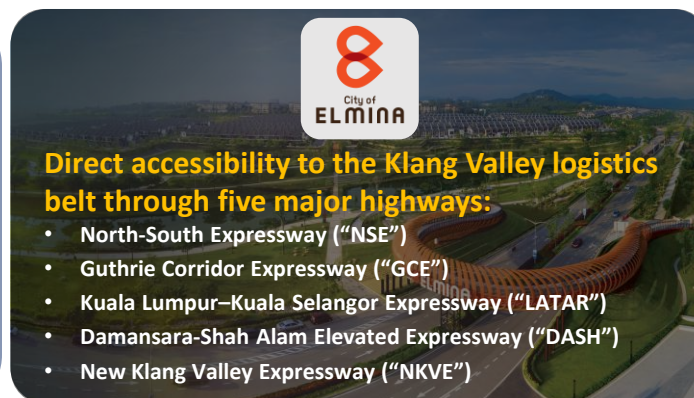 City of
ELMINA
Direct accessibility to the Klang Valley logistics
belt through five major highways:
• North-South Expressway (“NSE”)
• Guthrie Corridor Expressway (“GCE”)
• Kuala Lumpur–Kuala Selangor Expressway (“LATAR”)
• Damansara-Shah Alam Elevated Expressway (“DASH”)
• New Klang Valley Expressway (“NKVE”)
ELMINA